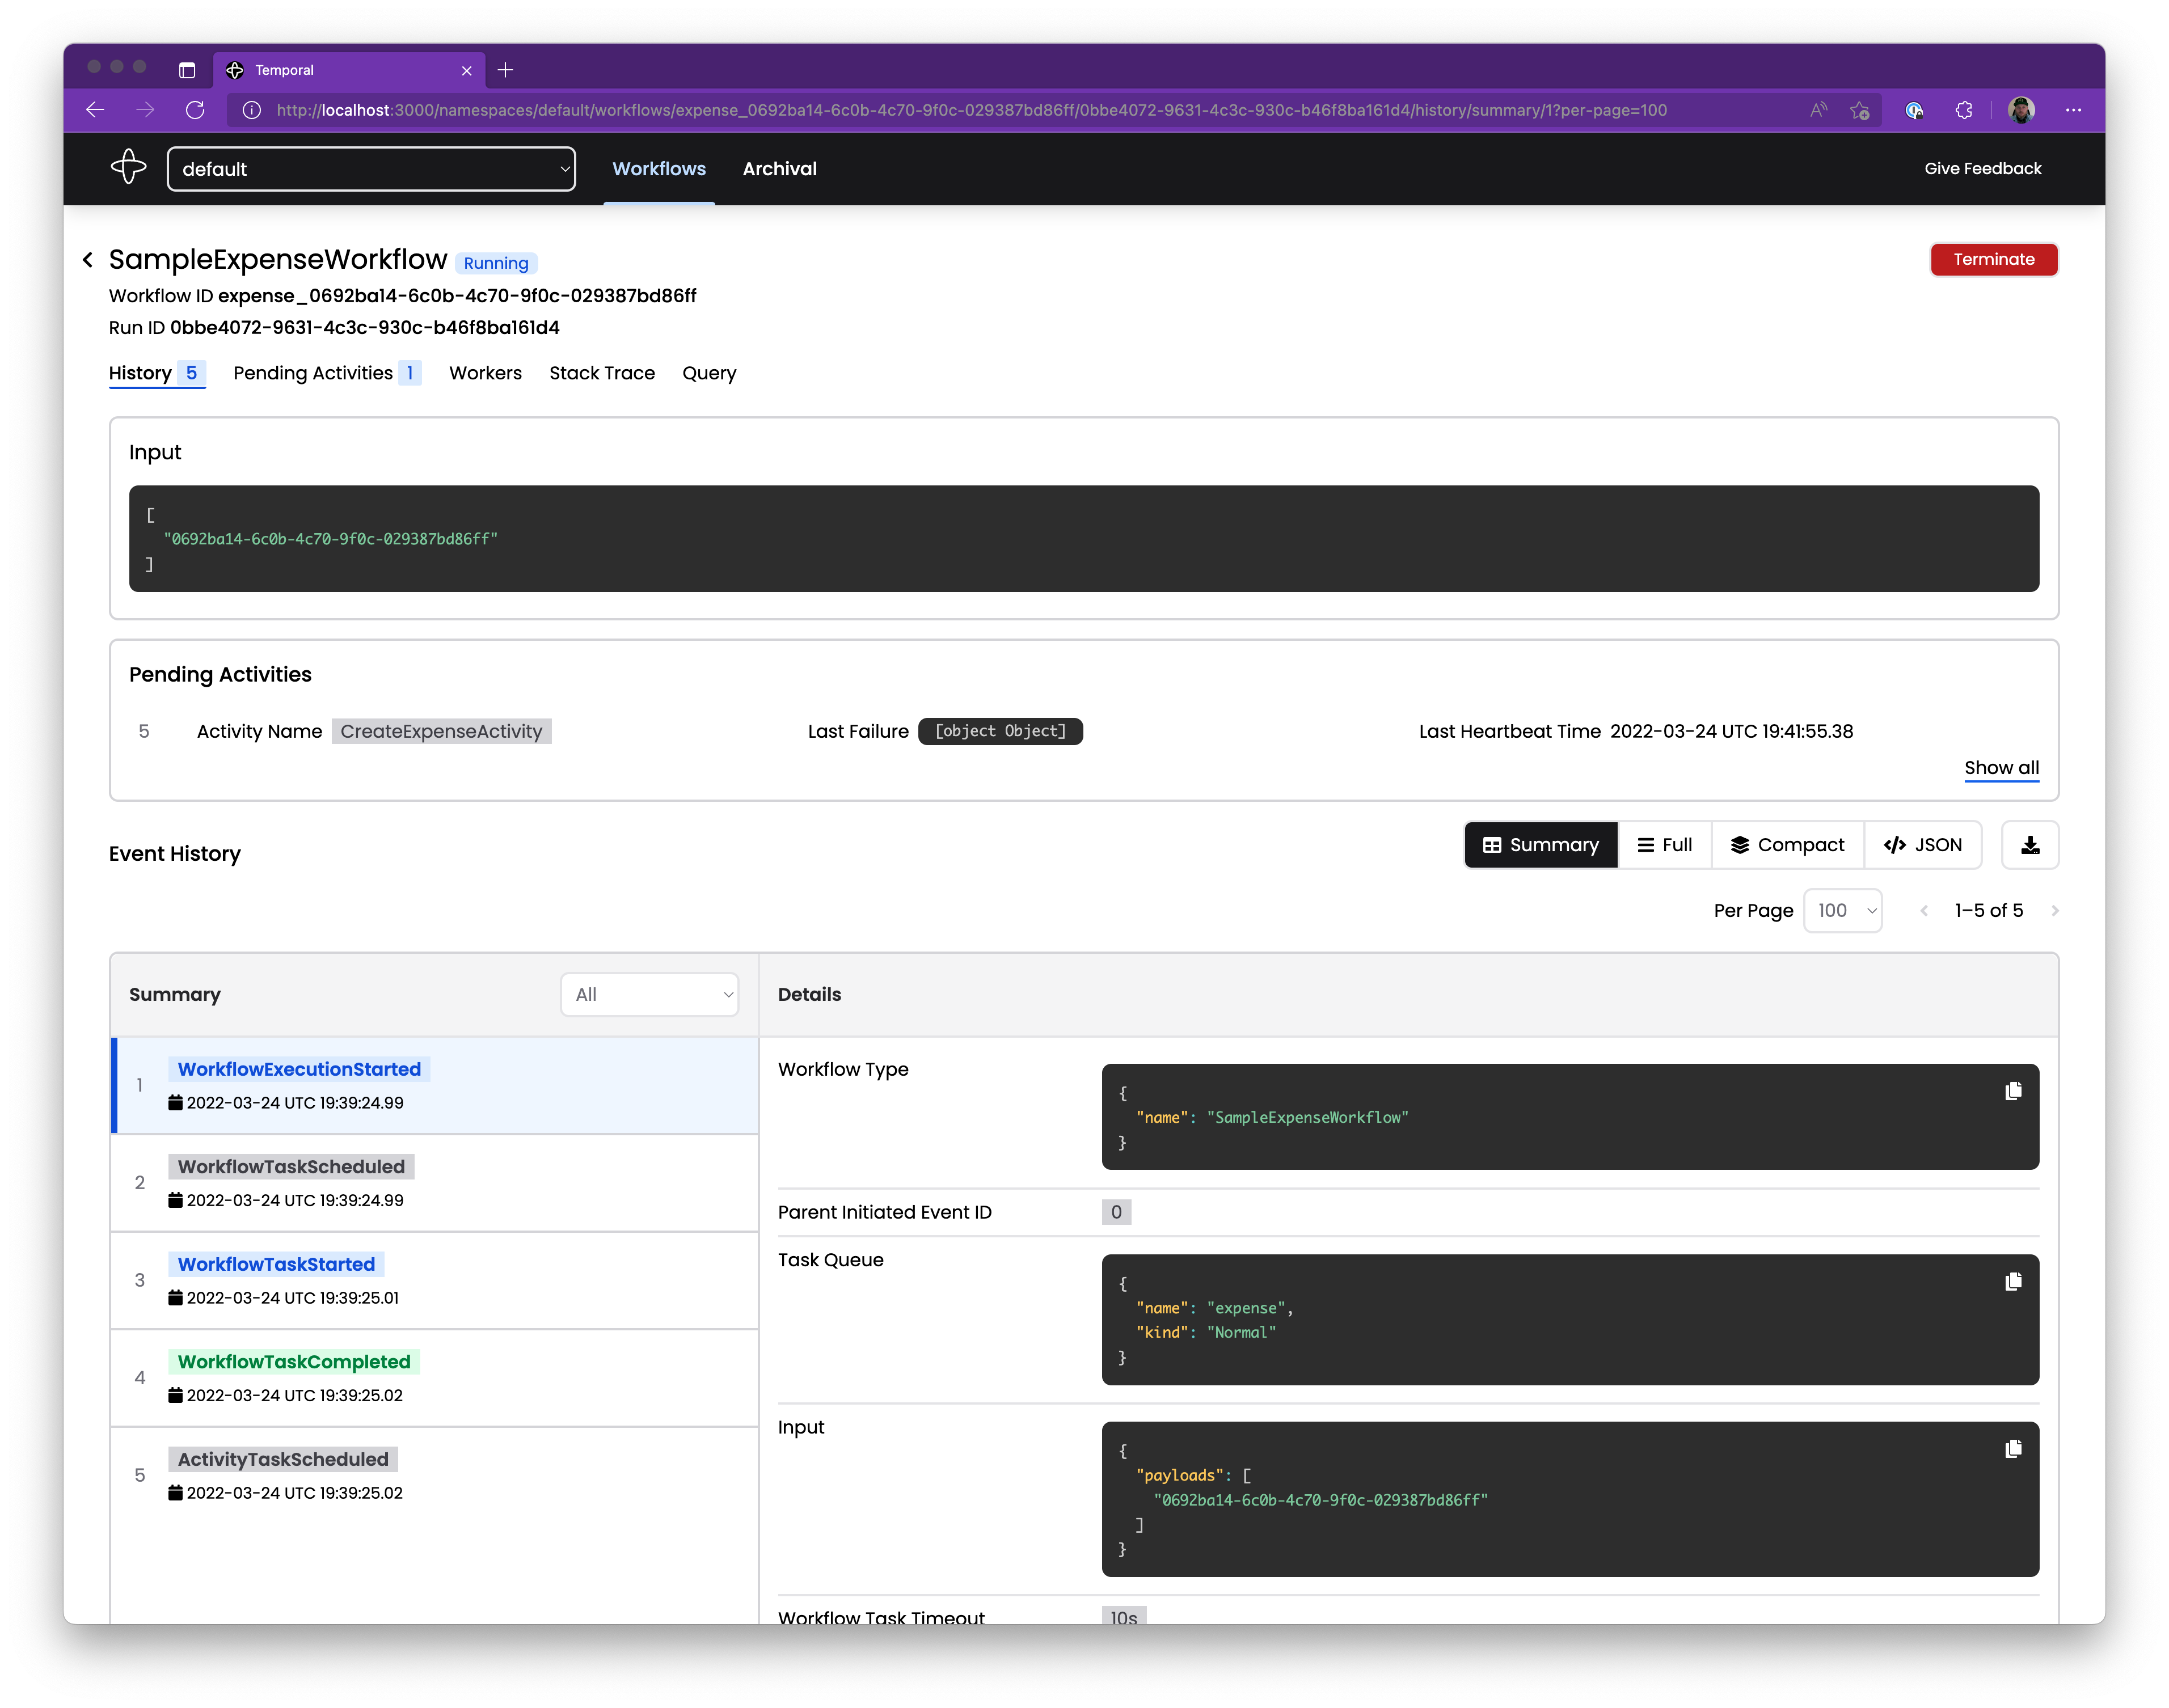 Temporal
http://localhost:3000/namespaces/default/workflows/expense_0692ba14-6c0b-4c70-9f0c-029387bd86ff/0bbe4072-9631-4c3c-930c-b46f8ba161d4/history/summary/1?per-page=100
default Workflows Archival Give Feedback
SampleExpenseWorkflow Running Terminate
Workflow ID expense_0692ba14-6c0b-4c70-9f0c-029387bd86ff
Run ID 0bbe4072-9631-4c3c-930c-b46f8ba161d4
History 5 Pending Activities 1 Workers Stack Trace Query
Input
[
"0692ba14-6c0b-4c70-9f0c-029387bd86ff"
]
Pending Activities
5 Activity Name CreateExpenseActivity Last Failure [object Object] Last Heartbeat Time 2022-03-24 UTC 19:41:55.38
Show all
Event History Summary Full Compact JSON
Per Page 100 1–5 of 5
Summary All
1 WorkflowExecutionStarted
2022-03-24 UTC 19:39:24.99
2 WorkflowTaskScheduled
2022-03-24 UTC 19:39:24.99
3 WorkflowTaskStarted
2022-03-24 UTC 19:39:25.01
4 WorkflowTaskCompleted
2022-03-24 UTC 19:39:25.02
5 ActivityTaskScheduled
2022-03-24 UTC 19:39:25.02
Details
Workflow Type
{
"name": "SampleExpenseWorkflow"
}
Parent Initiated Event ID 0
Task Queue
{
"name": "expense",
"kind": "Normal"
}
Input
{
"payloads": [
"0692ba14-6c0b-4c70-9f0c-029387bd86ff"
]
}
Workflow Task Timeout 10s